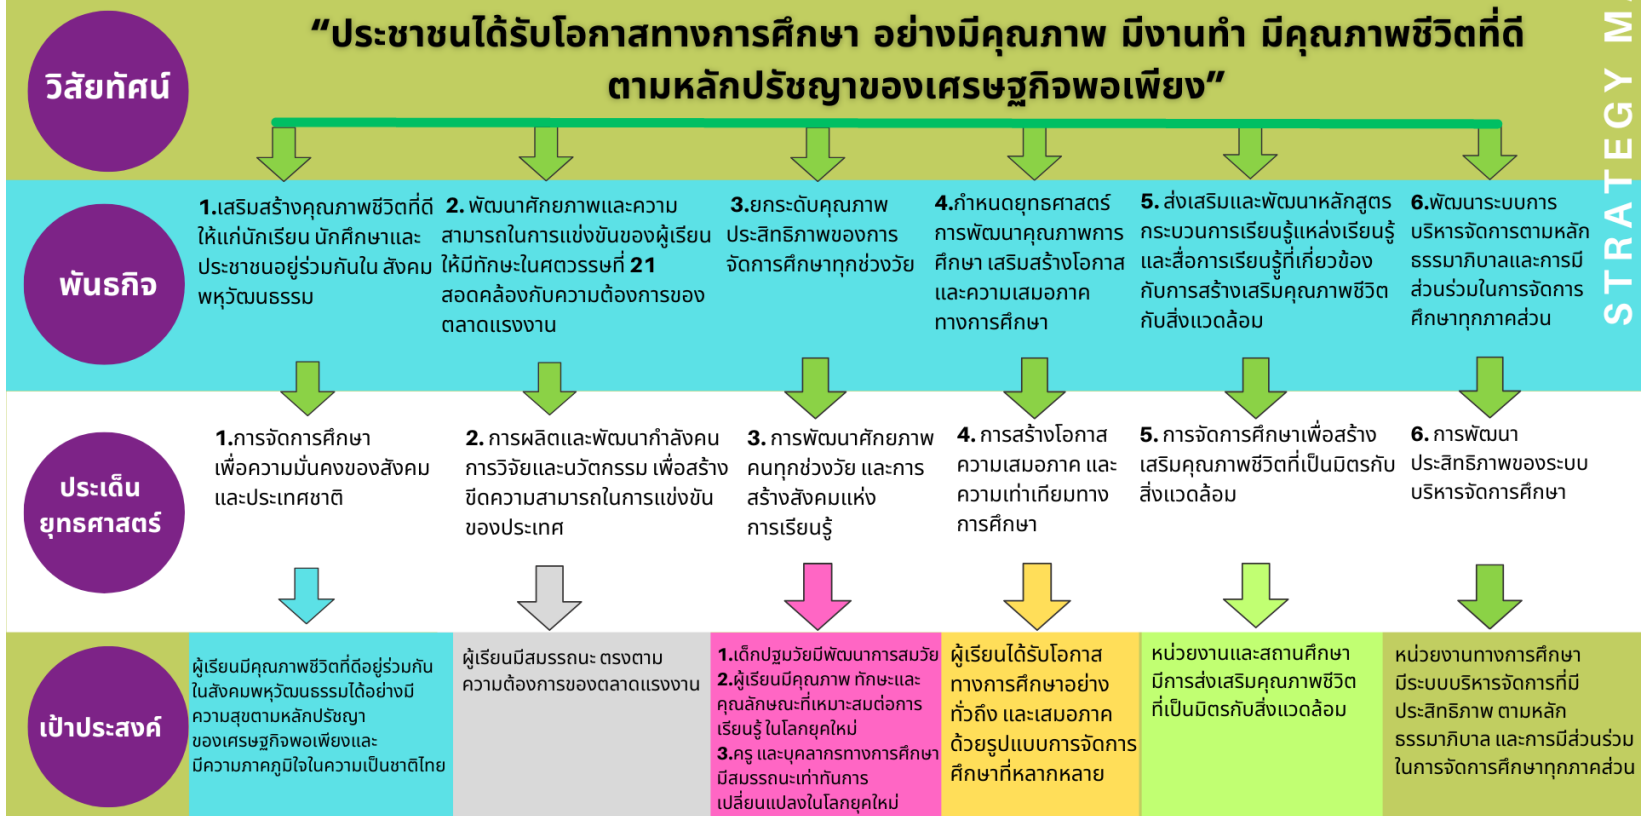 วิสัยทัศน์
“ประชาชนได้รับโอกาสทางการศึกษา อย่างมีคุณภาพ มีงานทำ มีคุณภาพชีวิตที่ดี
ตามหลักปรัชญาของเศรษฐกิจพอเพียง”
พันธกิจ
1.เสริมสร้างคุณภาพชีวิตที่ดี
ให้แก่นักเรียน นักศึกษาและ
ประชาชนอยู่ร่วมกันใน สังคม
พหุวัฒนธรรม
2. พัฒนาศักยภาพและความ
สามารถในการแข่งขันของผู้เรียน
ให้มีทักษะในศตวรรษที่ 21
สอดคล้องกับความต้องการของ
ตลาดแรงงาน
3.ยกระดับคุณภาพ
ประสิทธิภาพของการ
จัดการศึกษาทุกช่วงวัย
4.กำหนดยุทธศาสตร์
การพัฒนาคุณภาพการ
ศึกษา เสริมสร้างโอกาส
และความเสมอภาค
ทางการศึกษา
5. ส่งเสริมและพัฒนาหลักสูตร
กระบวนการเรียนรู้แหล่งเรียนรู้
และสื่อการเรียนรู้ที่เกี่ยวข้อง
กับการสร้างเสริมคุณภาพชีวิต
กับสิ่งแวดล้อม
6.พัฒนาระบบการ
บริหารจัดการตามหลัก
ธรรมาภิบาลและการมี
ส่วนร่วมในการจัดการ
ศึกษาทุกภาคส่วน
ประเด็น
ยุทธศาสตร์
1.การจัดการศึกษา
เพื่อความมั่นคงของสังคม
และประเทศชาติ
2. การผลิตและพัฒนากำลังคน
การวิจัยและนวัตกรรม เพื่อสร้าง
ขีดความสามารถในการแข่งขัน
ของประเทศ
3. การพัฒนาศักยภาพ
คนทุกช่วงวัย และการ
สร้างสังคมแห่ง
การเรียนรู้
4. การสร้างโอกาส
ความเสมอภาค และ
ความเท่าเทียมทาง
การศึกษา
5. การจัดการศึกษาเพื่อสร้าง
เสริมคุณภาพชีวิตที่เป็นมิตรกับ
สิ่งแวดล้อม
6. การพัฒนา
ประสิทธิภาพของระบบ
บริหารจัดการศึกษา
เป้าประสงค์
ผู้เรียนมีคุณภาพชีวิตที่ดีอยู่ร่วมกัน
ในสังคมพหุวัฒนธรรมได้อย่างมี
ความสุขตามหลักปรัชญา
ของเศรษฐกิจพอเพียงและ
มีความภาคภูมิใจในความเป็นชาติไทย
ผู้เรียนมีสมรรถนะ ตรงตาม
ความต้องการของตลาดแรงงาน
1.เด็กปฐมวัยมีพัฒนาการสมวัย
2.ผู้เรียนมีคุณภาพ ทักษะและ
คุณลักษณะที่เหมาะสมต่อการ
เรียนรู้ ในโลกยุคใหม่
3.ครู และบุคลากรทางการศึกษา
มีสมรรถนะเท่าทันการ
เปลี่ยนแปลงในโลกยุคใหม่
ผู้เรียนได้รับโอกาส
ทางการศึกษาอย่าง
ทั่วถึง และเสมอภาค
ด้วยรูปแบบการจัดการ
ศึกษาที่หลากหลาย
หน่วยงานและสถานศึกษา
มีการส่งเสริมคุณภาพชีวิต
ที่เป็นมิตรกับสิ่งแวดล้อม
หน่วยงานทางการศึกษา
มีระบบบริหารจัดการที่มี
ประสิทธิภาพ ตามหลัก
ธรรมาภิบาล และการมีส่วนร่วม
ในการจัดการศึกษาทุกภาคส่วน
STRATEGY MA